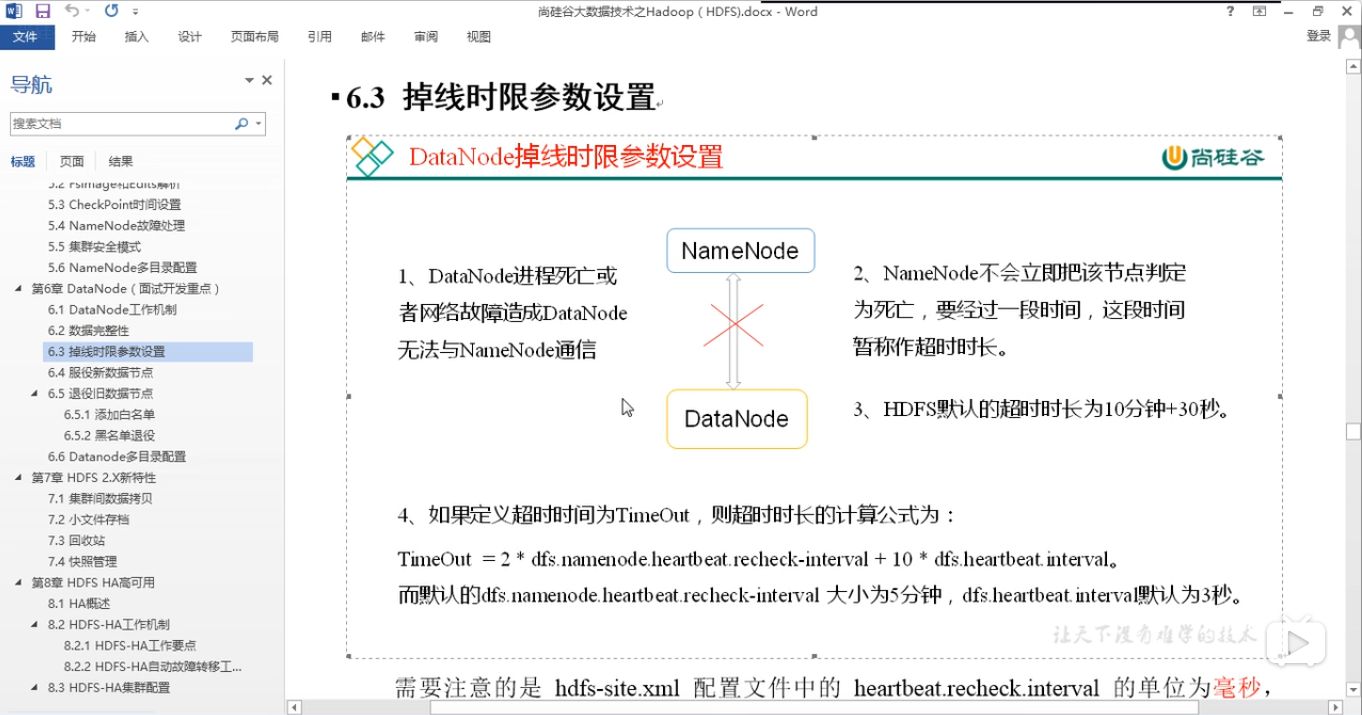 尚硅谷大数据技术之Hadoop（HDFS).docx - Word
文件 开始 插入 设计 页面布局 引用 邮件 审阅 视图 登录
导航
搜索文档
标题 页面 结果
5.2 Fsimage和Edits解析
5.3 CheckPoint时间设置
5.4 NameNode故障处理
5.5 集群安全模式
5.6 NameNode多目录配置
第6章 DataNode（面试开发重点）
6.1 DataNode工作机制
6.2 数据完整性
6.3 掉线时限参数设置
6.4 服役新数据节点
6.5 退役旧数据节点
6.5.1 添加白名单
6.5.2 黑名单退役
6.6 Datanode多目录配置
第7章 HDFS 2.X新特性
7.1 集群间数据拷贝
7.2 小文件存档
7.3 回收站
7.4 快照管理
第8章 HDFS HA高可用
8.1 HA概述
8.2 HDFS-HA工作机制
8.2.1 HDFS-HA工作要点
8.2.2 HDFS-HA自动故障转移工...
8.3 HDFS-HA集群配置
6.3 掉线时限参数设置
DataNode掉线时限参数设置
尚硅谷
NameNode
DataNode
1、DataNode进程死亡或
者网络故障造成DataNode
无法与NameNode通信
2、NameNode不会立即把该节点判定
为死亡，要经过一段时间，这段时间
暂称作超时时长。
3、HDFS默认的超时时长为10分钟+30秒。
4、如果定义超时时间为TimeOut，则超时时长的计算公式为：
TimeOut = 2 * dfs.namenode.heartbeat.recheck-interval + 10 * dfs.heartbeat.interval。
而默认的dfs.namenode.heartbeat.recheck-interval 大小为5分钟，dfs.heartbeat.interval默认为3秒。
让天下没有难学的技术
需要注意的是 hdfs-site.xml 配置文件中的 heartbeat.recheck.interval 的单位为毫秒，